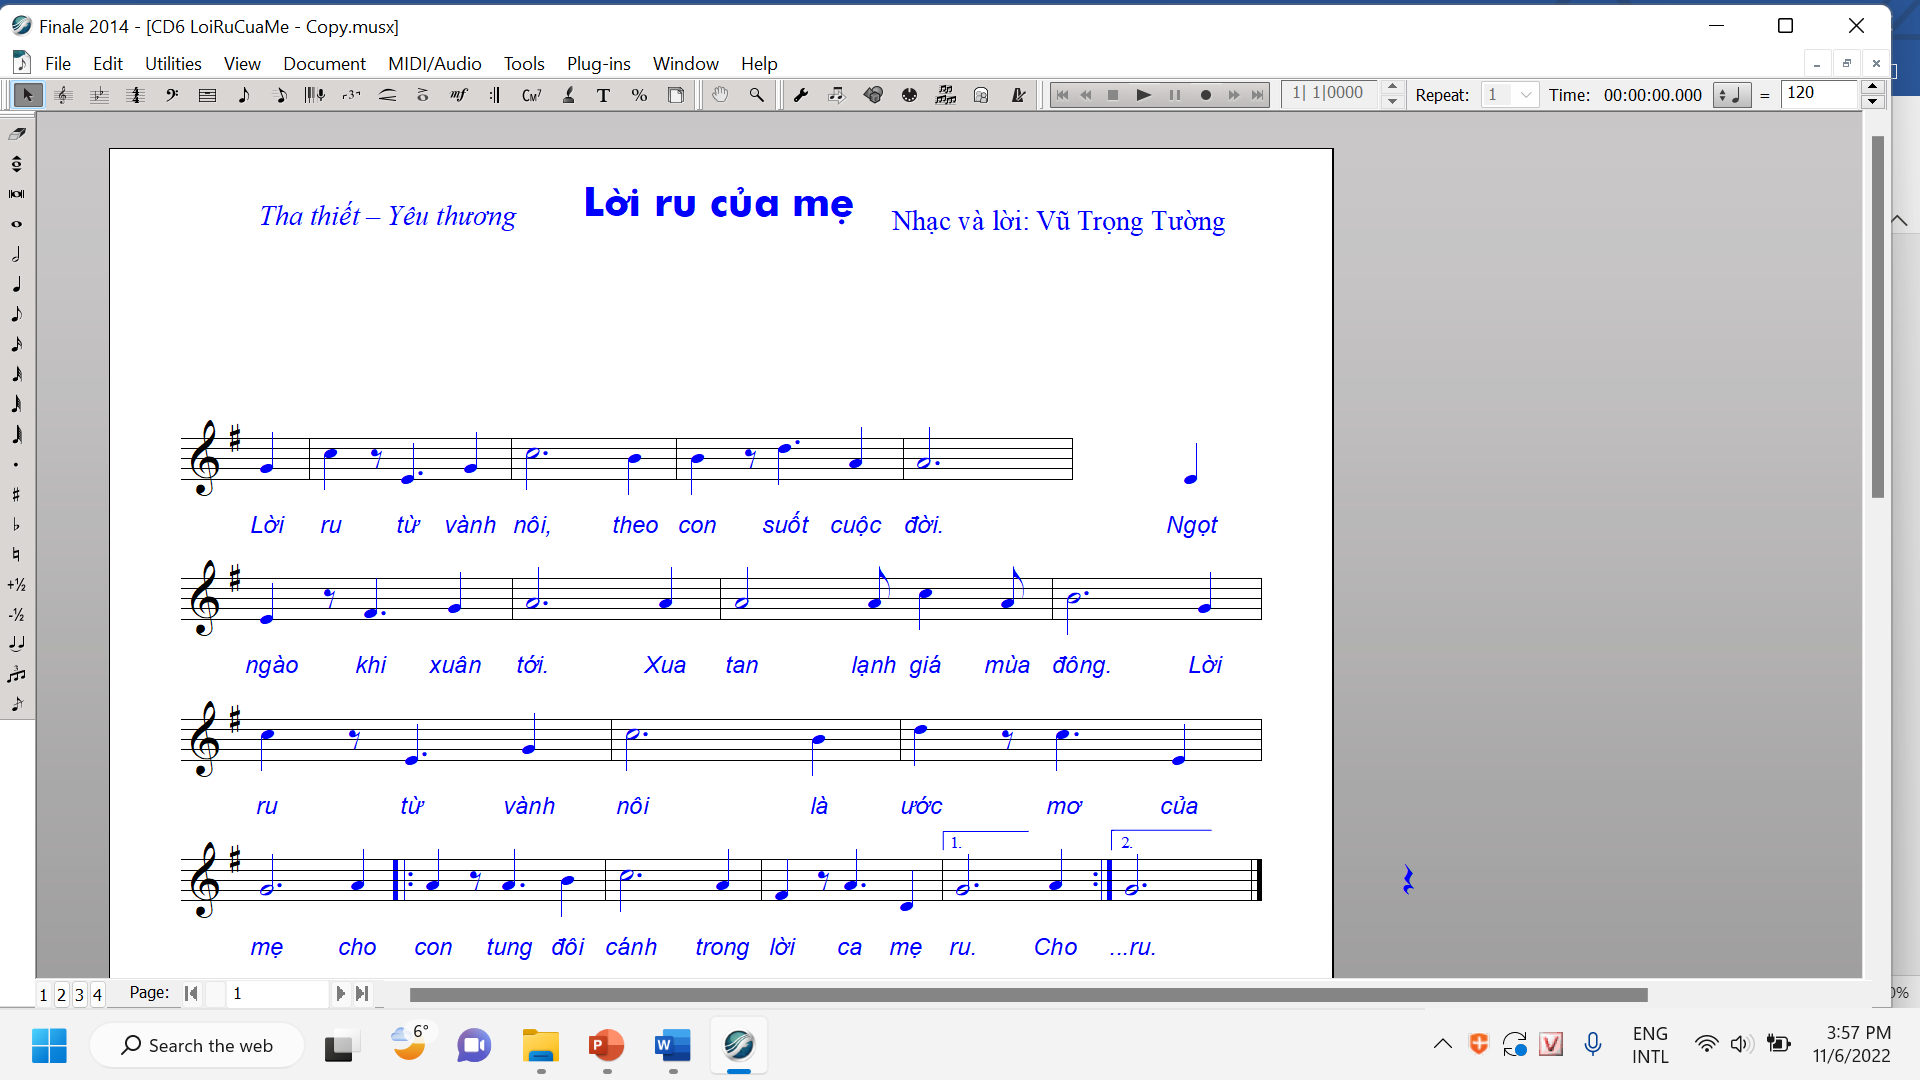 Finale 2014 - [CD6 LoiRuCuaMe - Copy.musx]
File Edit Utilities View Document MIDI/Audio Tools Plug-ins Window Help
1| 1|0000 Repeat: 1 Time: 00:00:00.000 = 120
Lời ru của mẹ
Tha thiết – Yêu thương
Nhạc và lời: Vũ Trọng Tường
Lời ru từ vành nôi, theo con suốt cuộc đời. Ngọt
ngào khi xuân tới. Xua tan lạnh giá mùa đông. Lời
ru từ vành nôi là ước mơ của
1. 2.
mẹ cho con tung đôi cánh trong lời ca mẹ ru. Cho ...ru.
1 2 3 4 Page: 1
0%
6°
Search the web
ENG
INTL
3:57 PM
11/6/2022